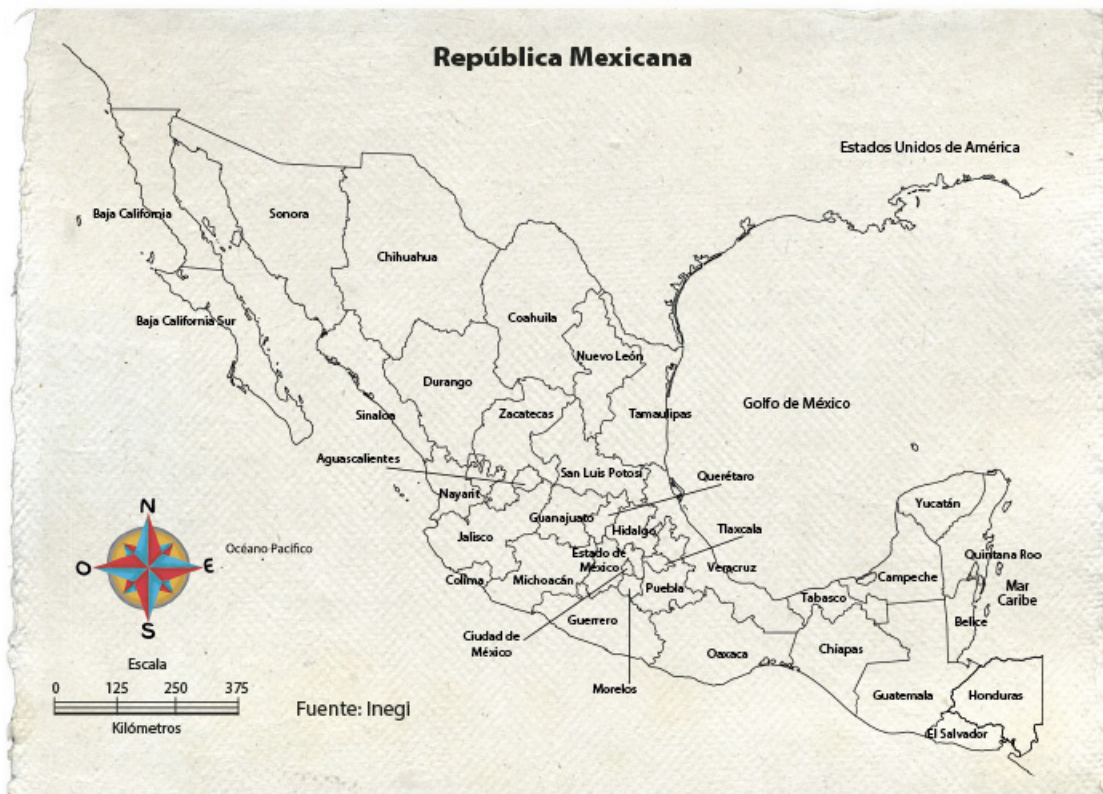 República Mexicana
Estados Unidos de América
Baja California
Sonora
Chihuahua
Baja California Sur
Coahuila
Nuevo León
Durango
Sinaloa
Zacatecas
Tamaulipas
Golfo de México
Aguascalientes
San Luis Potosí
Querétaro
Nayarit
Yucatán
Guanajuato
Hidalgo
Tlaxcala
Jalisco
Océano Pacífico
Estado de
México
Veracruz
Quintana Roo
Colima
Michoacán
Puebla
Campeche
Mar
Caribe
Tabasco
Guerrero
Belice
Ciudad de
México
Oaxaca
Chiapas
Morelos
Guatemala
Honduras
El Salvador
N
O
E
S
Escala
0 125 250 375
Kilómetros
Fuente: Inegi